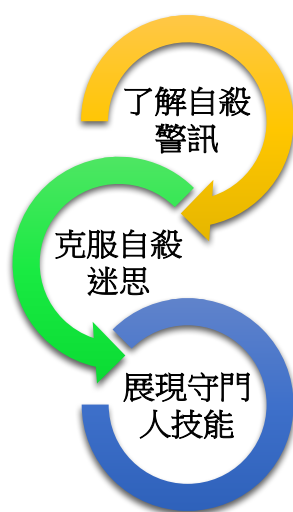 了解自殺
警訊
克服自殺
迷思
展現守門
人技能